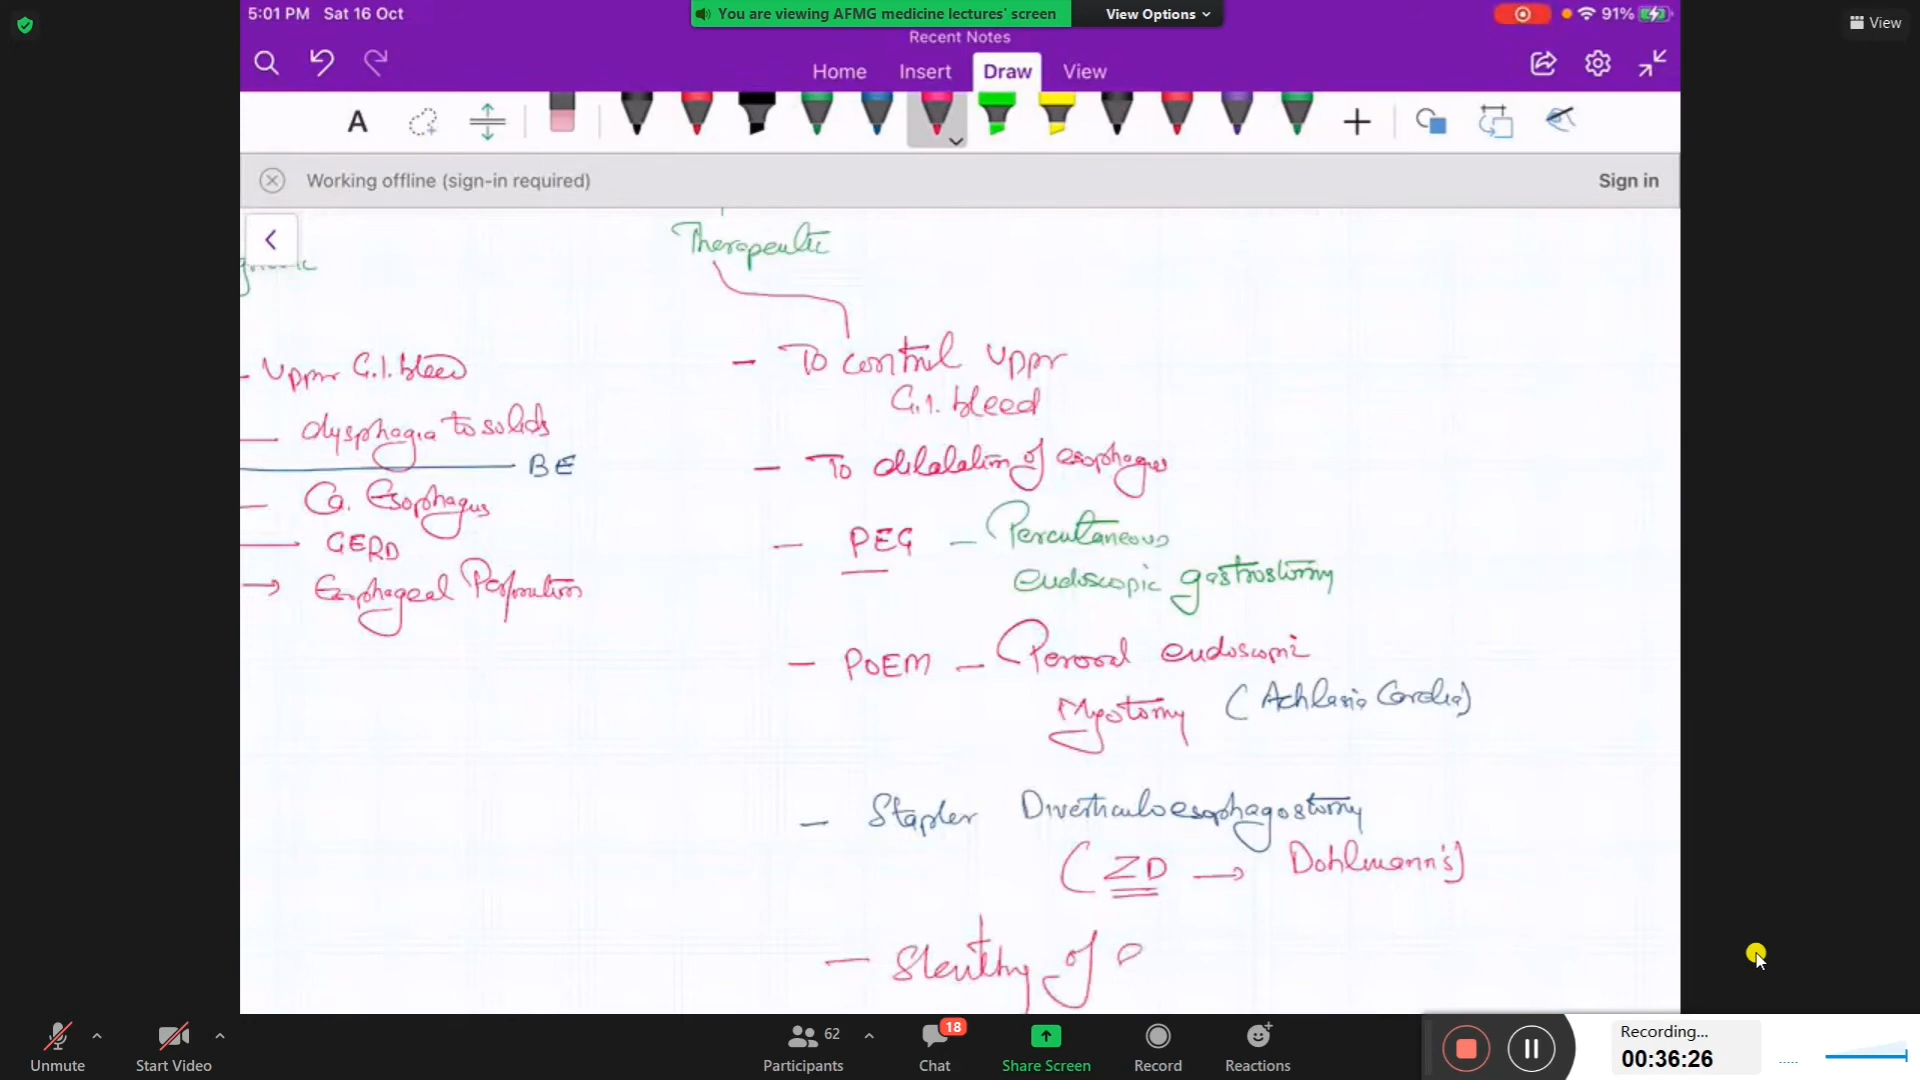 5:01 PM Sat 16 Oct
You are viewing AFMG medicine lectures' screen
View Options
91%
View
Recent Notes
Home
Insert
Draw
View
A
Working offline (sign-in required)
Sign in
Therapeutic
- Upper G.I. bleed
- dysphagia to solids
BE
- Ca. Esophagus
- GERD
→ Esophageal Perforation
- To control Upper
G.I. bleed
- To dilatation of esophagus
- PEG - Percutaneous
endoscopic gastrostomy
- POEM - Peroral endoscopic
Myotomy (Achlasia Cardia)
- Stapler Diverticuloesophagostomy
(ZD → Dohlmann's)
- Stenting of
Unmute
Start Video
62
Participants
18
Chat
Share Screen
Record
Reactions
Recording...
00:36:26